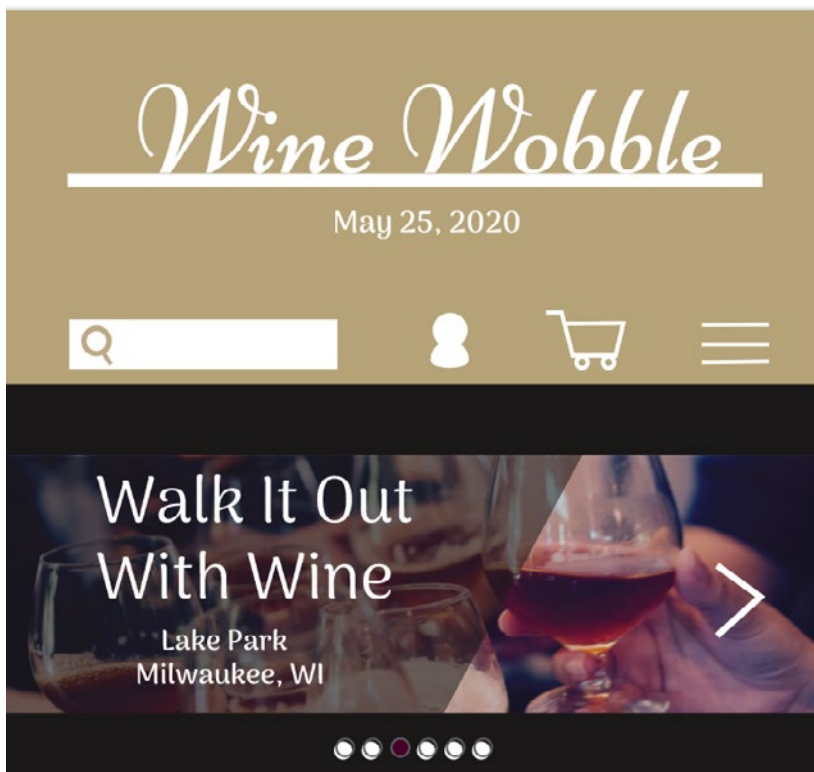 Wine Wobble
May 25, 2020
Walk It Out
With Wine
Lake Park
Milwaukee, WI